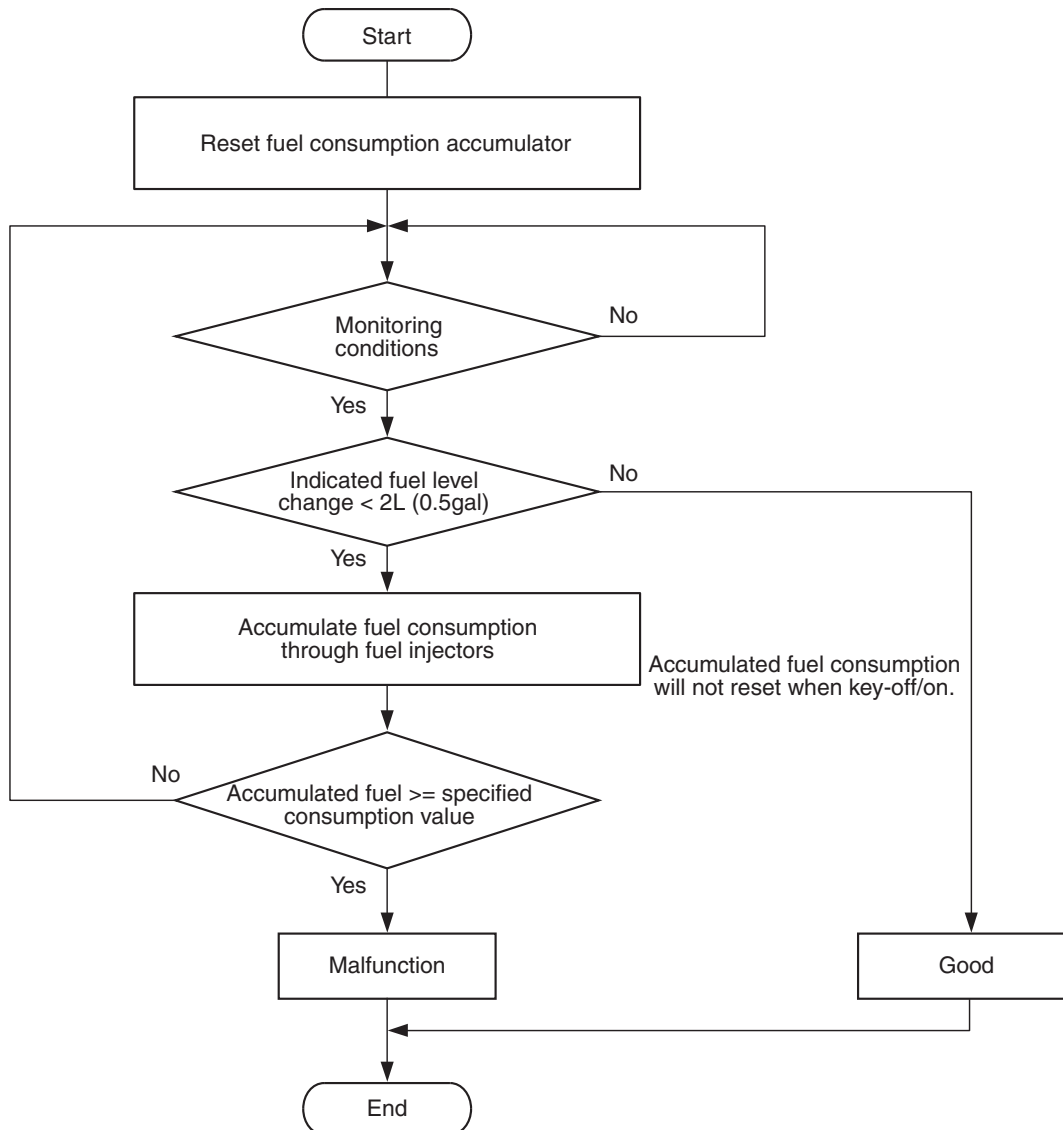 Start
Reset fuel consumption accumulator
Monitoring
conditions
No
Yes
Indicated fuel level
change < 2L (0.5gal)
No
Yes
Accumulate fuel consumption
through fuel injectors
Accumulated fuel consumption
will not reset when key-off/on.
No
Accumulated fuel >= specified
consumption value
Yes
Malfunction
Good
End